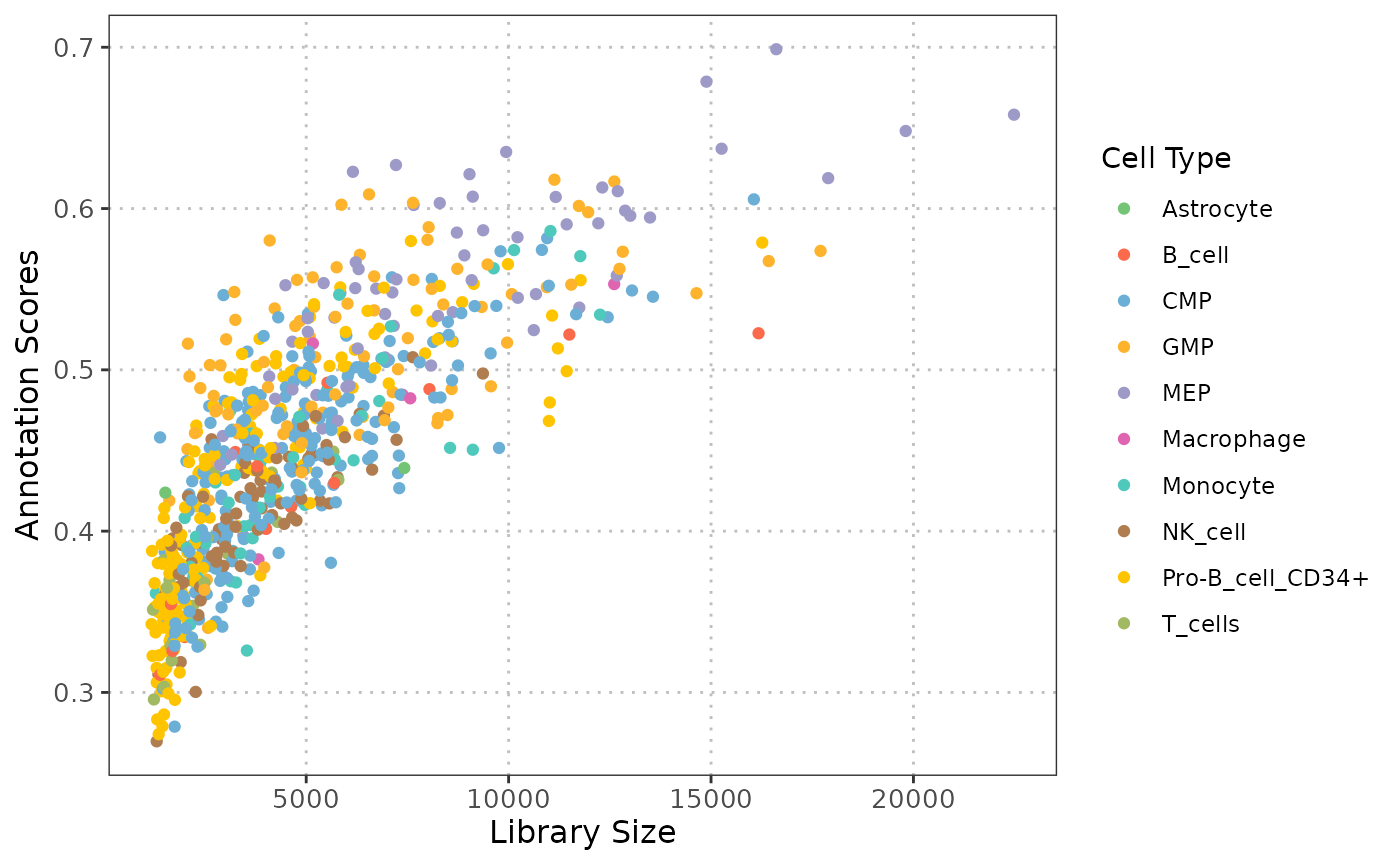 0.7
0.6
0.5
0.4
0.3
Annotation Scores
5000 10000 15000 20000
Library Size
Cell Type
Astrocyte
B_cell
CMP
GMP
MEP
Macrophage
Monocyte
NK_cell
Pro-B_cell_CD34+
T_cells